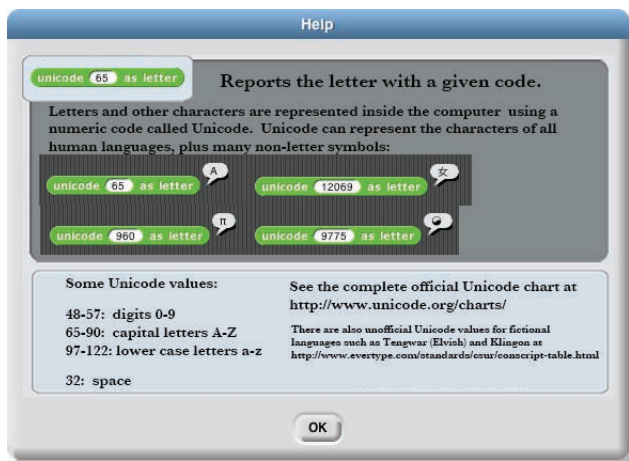 Help
unicode 65 as letter
Reports the letter with a given code.
Letters and other characters are represented inside the computer using a
numeric code called Unicode. Unicode can represent the characters of all
human languages, plus many non-letter symbols:
unicode 65 as letter A
unicode 12069 as letter 女
unicode 960 as letter π
unicode 9775 as letter ☯
Some Unicode values:
48-57: digits 0-9
65-90: capital letters A-Z
97-122: lower case letters a-z
32: space
See the complete official Unicode chart at
http://www.unicode.org/charts/
There are also unofficial Unicode values for fictional
languages such as Tengwar (Elvish) and Klingon at
http://www.evertype.com/standards/csur/conscript-table.html
OK